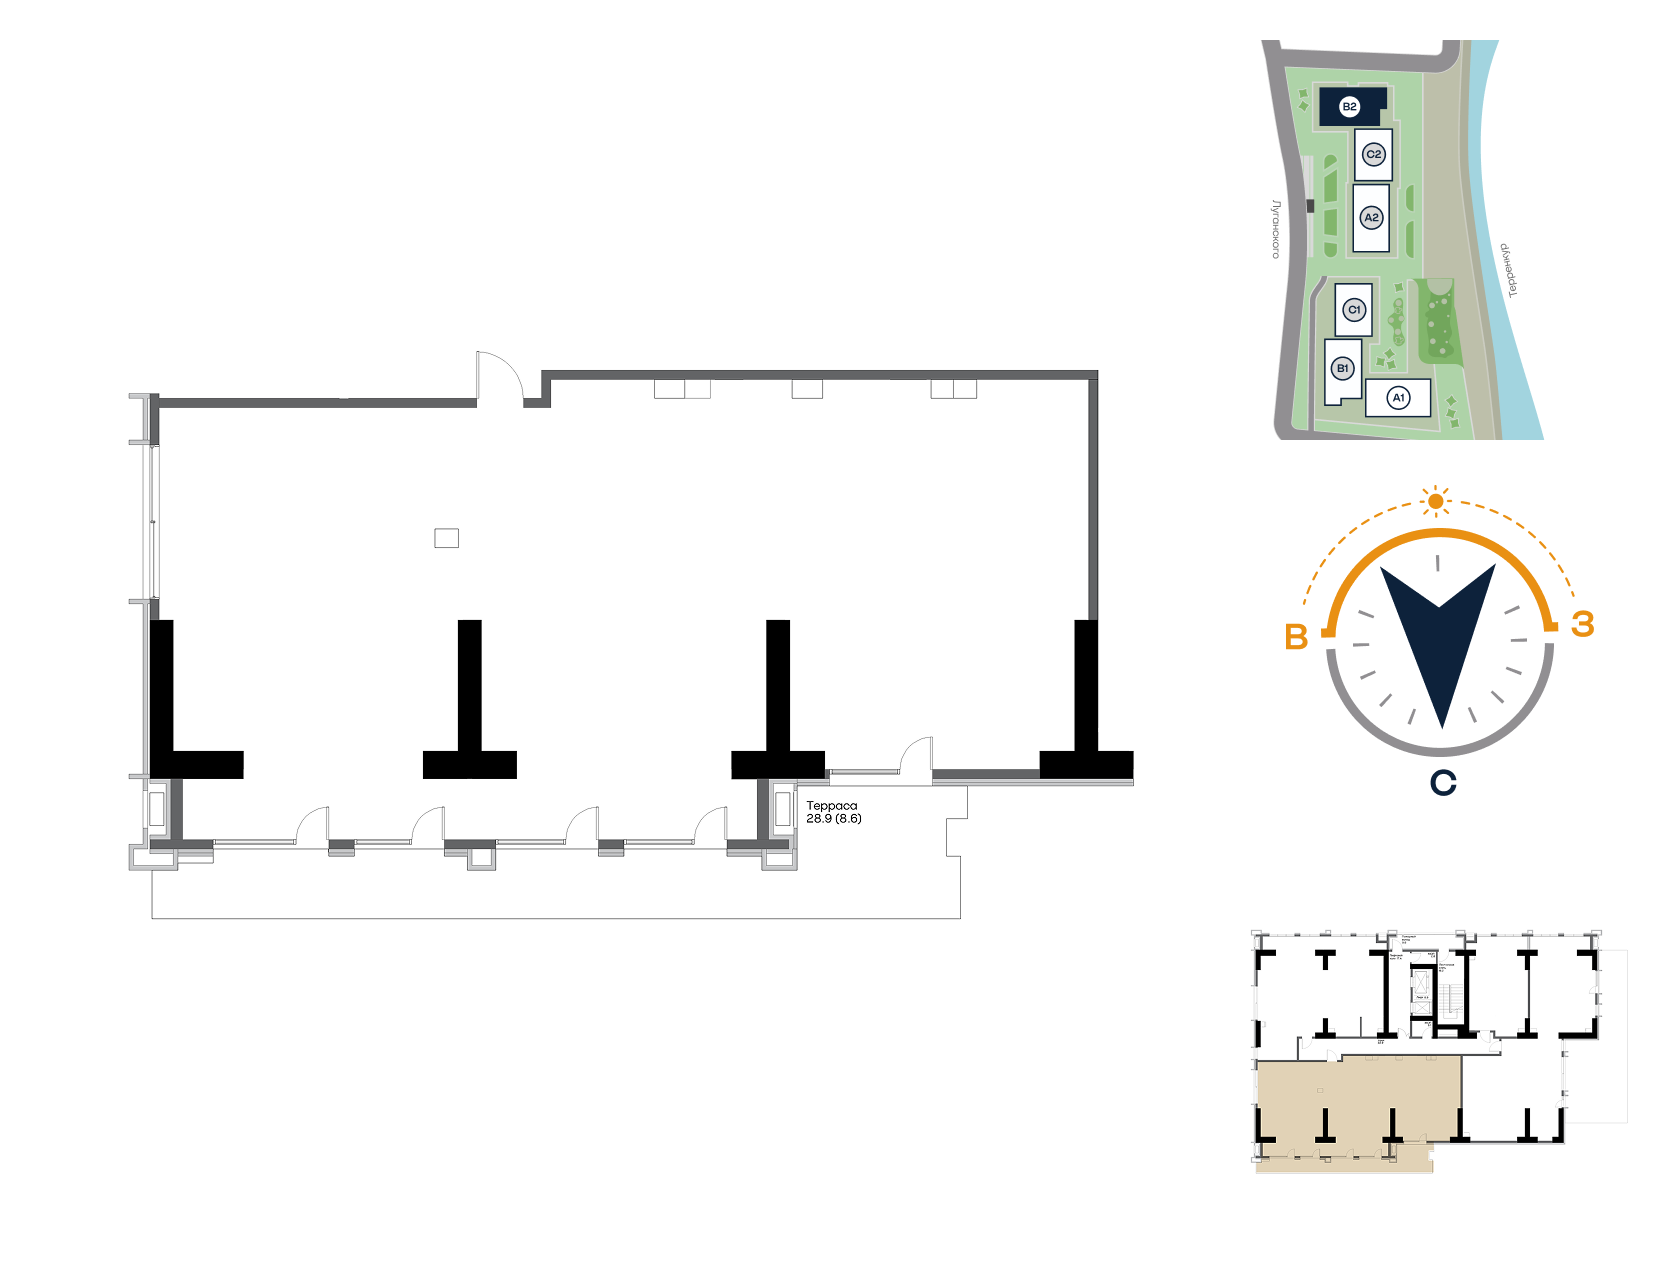 B2
C2
A2
Луганского
Терренкур
C1
B1
A1
В
З
С
Терраса
28.9 (8.6)